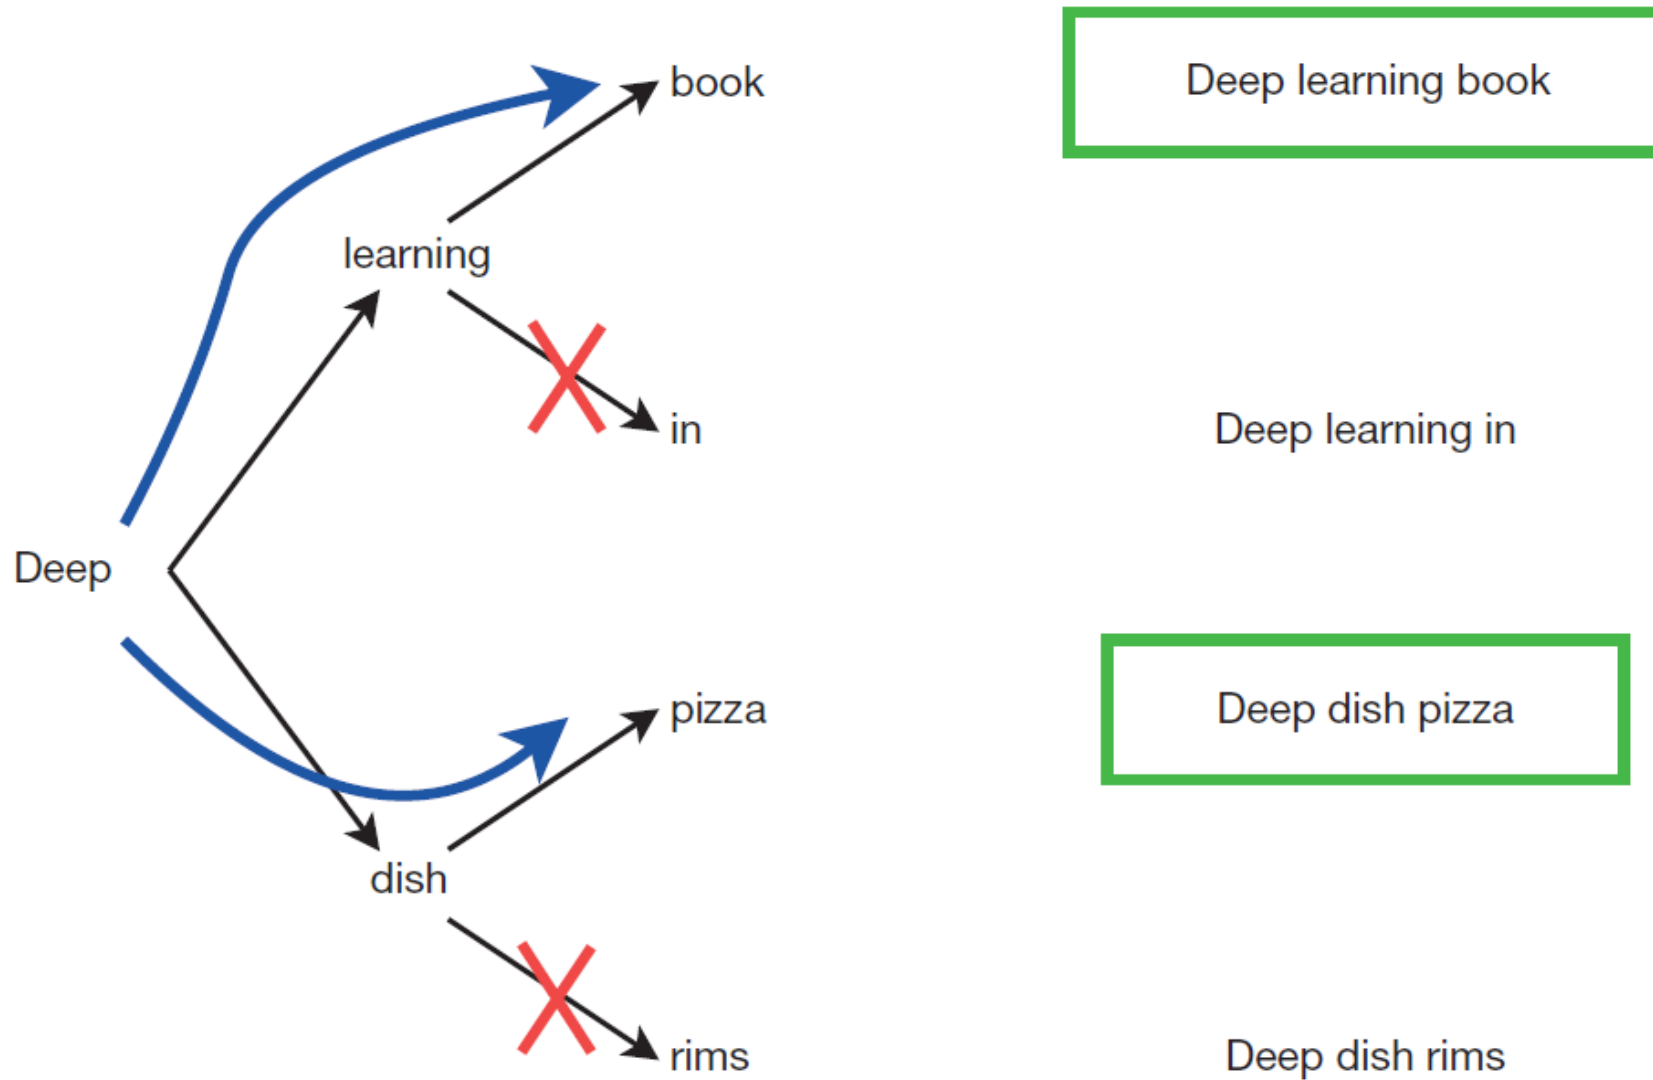 book
Deep learning book
learning
in
Deep learning in
Deep
pizza
Deep dish pizza
dish
rims
Deep dish rims